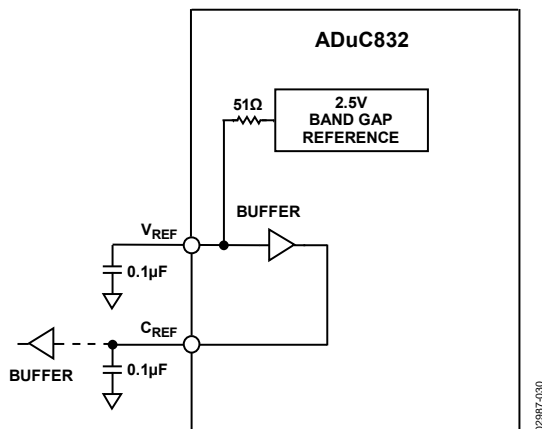 ADuC832
51Ω
2.5V
BAND GAP
REFERENCE
VREF
BUFFER
0.1µF
CREF
BUFFER
0.1µF
02987-030